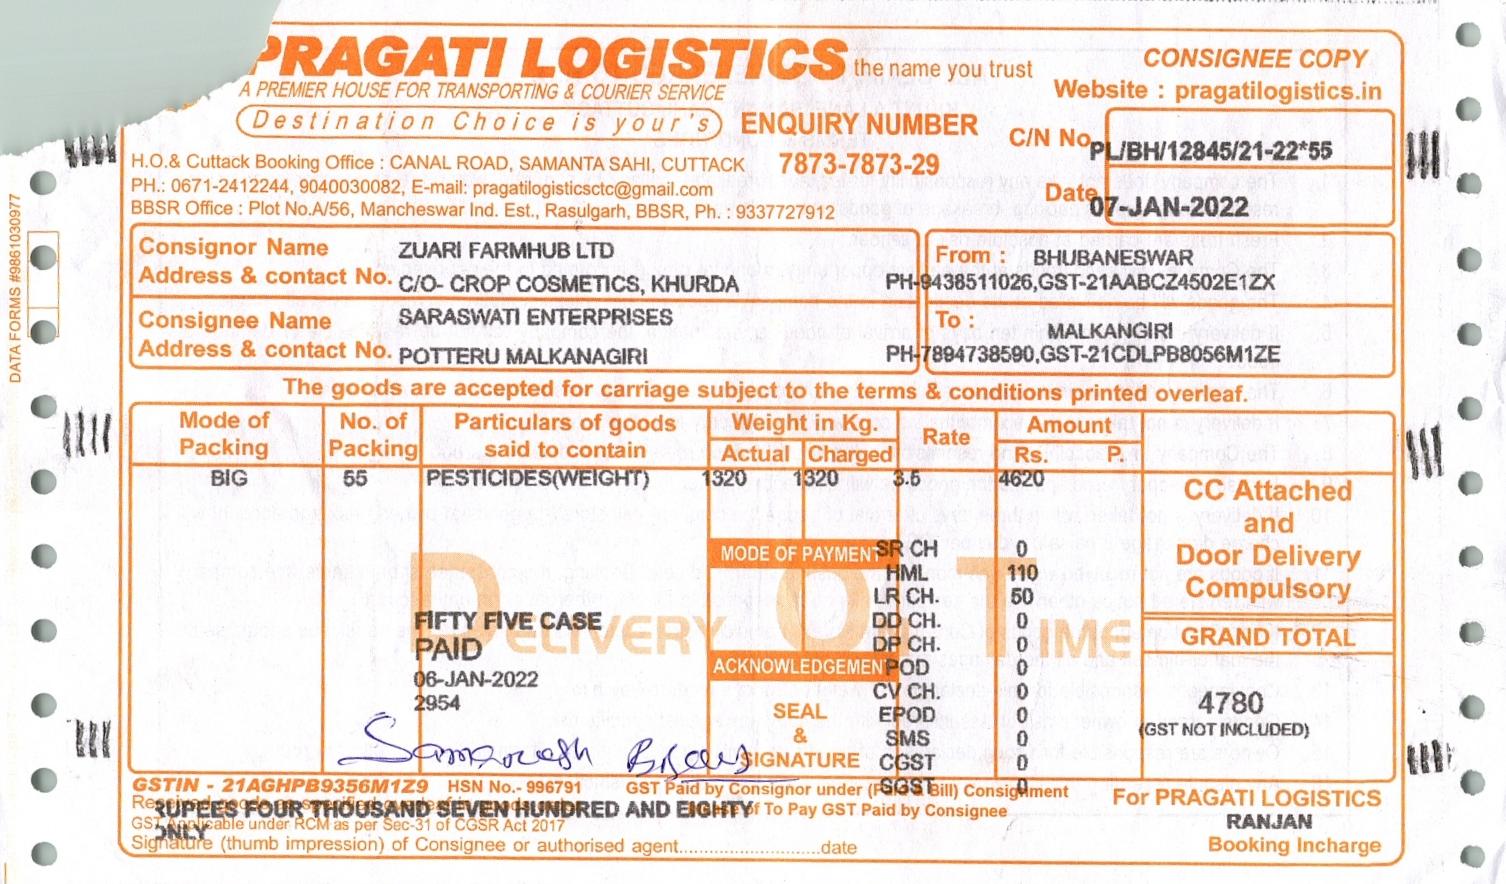 PRAGATI LOGISTICS the name you trust
A PREMIER HOUSE FOR TRANSPORTING & COURIER SERVICE
Destination Choice is your's
CONSIGNEE COPY
Website : pragatilogistics.in
ENQUIRY NUMBER
7873-7873-29
C/N No. PL/BH/12845/21-22*55
Date 07-JAN-2022
H.O.& Cuttack Booking Office : CANAL ROAD, SAMANTA SAHI, CUTTACK
PH.: 0671-2412244, 9040030082, E-mail: pragatilogisticsctc@gmail.com
BBSR Office : Plot No.A/56, Mancheswar Ind. Est., Rasulgarh, BBSR, Ph. : 9337727912
DATA FORMS #9861030977
Consignor Name ZUARI FARMHUB LTD
Address & contact No. C/O- CROP COSMETICS, KHURDA
From : BHUBANESWAR
PH-9438511026,GST-21AABCZ4502E1ZX
Consignee Name SARASWATI ENTERPRISES
Address & contact No. POTTERU MALKANAGIRI
To : MALKANGIRI
PH-7894738590,GST-21CDLPB8056M1ZE
The goods are accepted for carriage subject to the terms & conditions printed overleaf.
Mode of Packing No. of Packing Particulars of goods said to contain Weight in Kg. Actual Charged Rate Amount Rs. P.
BIG 55 PESTICIDES(WEIGHT) 1320 1320 3.5 4620
CC Attached
and
Door Delivery
Compulsory
MODE OF PAYMENT SR CH 0
HML 110
LR CH. 50
DD CH. 0
DP CH. 0
ACKNOWLEDGEMENT POD 0
CV CH. 0
EPOD 0
SMS 0
CGST 0
SGST 0
DELIVERY ON TIME
FIFTY FIVE CASE
PAID
06-JAN-2022
2954
SEAL
&
SIGNATURE
GRAND TOTAL
4780
(GST NOT INCLUDED)
GSTIN - 21AGHPB9356M1Z9 HSN No.- 996791 GST Paid by Consignor under (Bill) Consignment
of To Pay GST Paid by Consignee
RUPEES FOUR THOUSAND SEVEN HUNDRED AND EIGHTY
ONLY
GST Applicable under RCM as per Sec-31 of CGSR Act 2017
Signature (thumb impression) of Consignee or authorised agent..............................date
For PRAGATI LOGISTICS
RANJAN
Booking Incharge